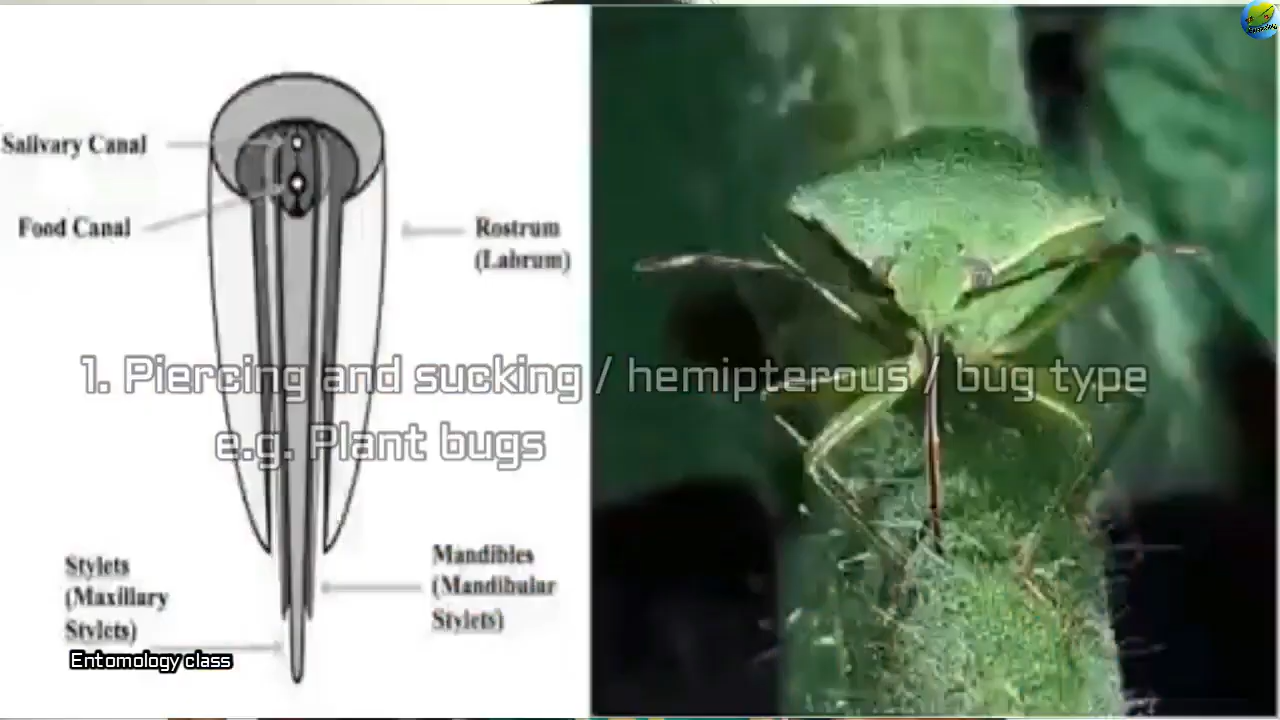 Salivary Canal
Food Canal
Rostrum
(Labrum)
1. Piercing and sucking / hemipterous / bug type
e.g. Plant bugs
Stylets
(Maxillary
Stylets)
Mandibles
(Mandibular
Stylets)
Entomology class